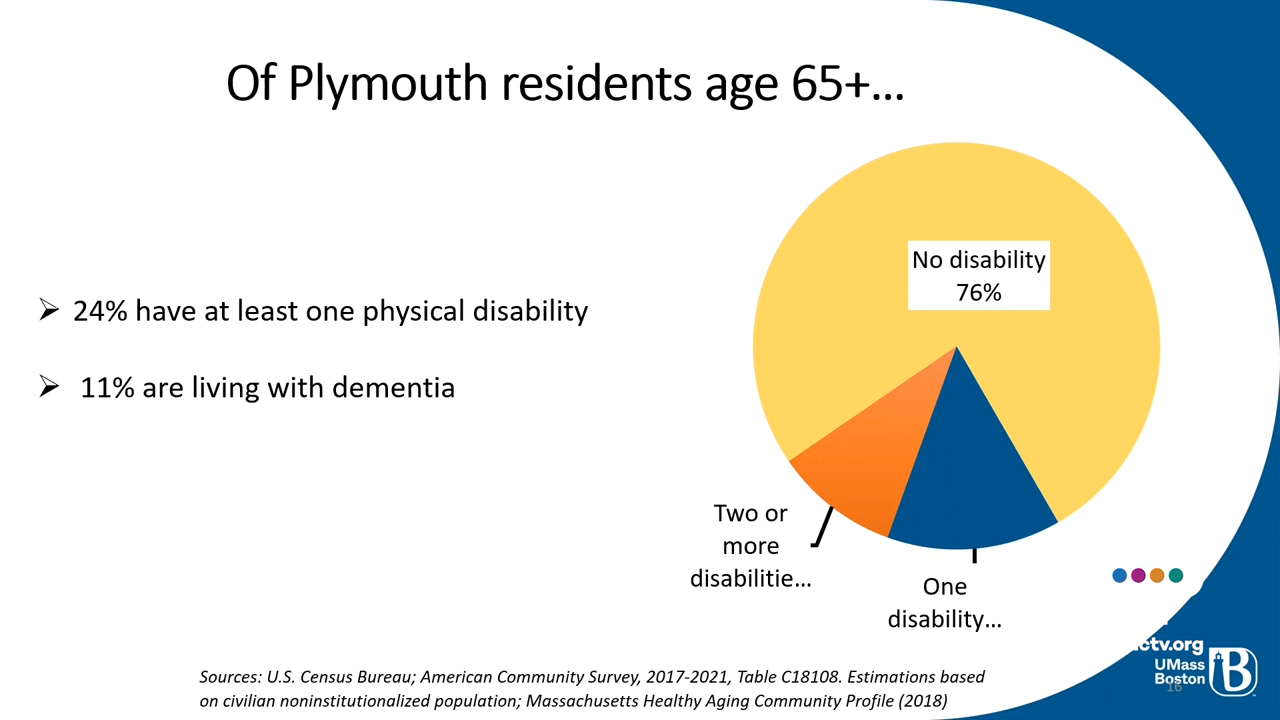 Of Plymouth residents age 65+...
No disability
76%
➢ 24% have at least one physical disability
➢ 11% are living with dementia
Two or
more
disabilitie...
One
disability...
ctv.org
UMass
Boston
B
16
Sources: U.S. Census Bureau; American Community Survey, 2017-2021, Table C18108. Estimations based
on civilian noninstitutionalized population; Massachusetts Healthy Aging Community Profile (2018)